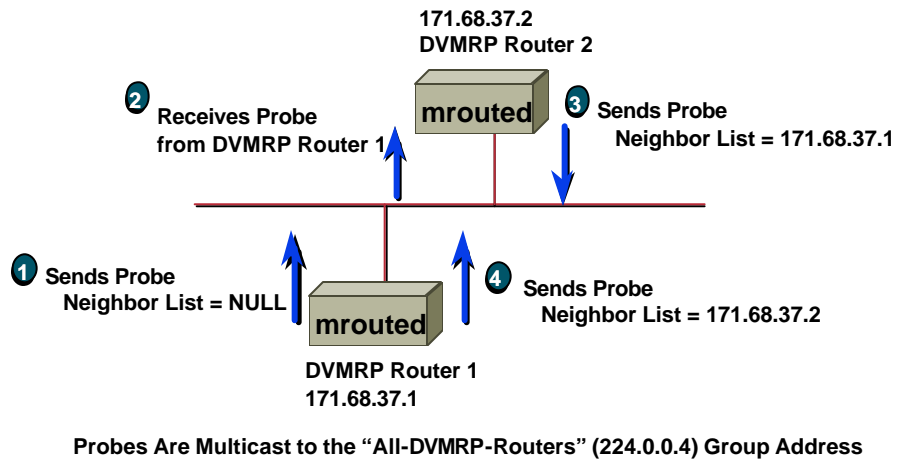 171.68.37.2
DVMRP Router 2
mrouted
2
Receives Probe
from DVMRP Router 1
3
Sends Probe
Neighbor List = 171.68.37.1
1
Sends Probe
Neighbor List = NULL
mrouted
4
Sends Probe
Neighbor List = 171.68.37.2
DVMRP Router 1
171.68.37.1
Probes Are Multicast to the “All-DVMRP-Routers” (224.0.0.4) Group Address